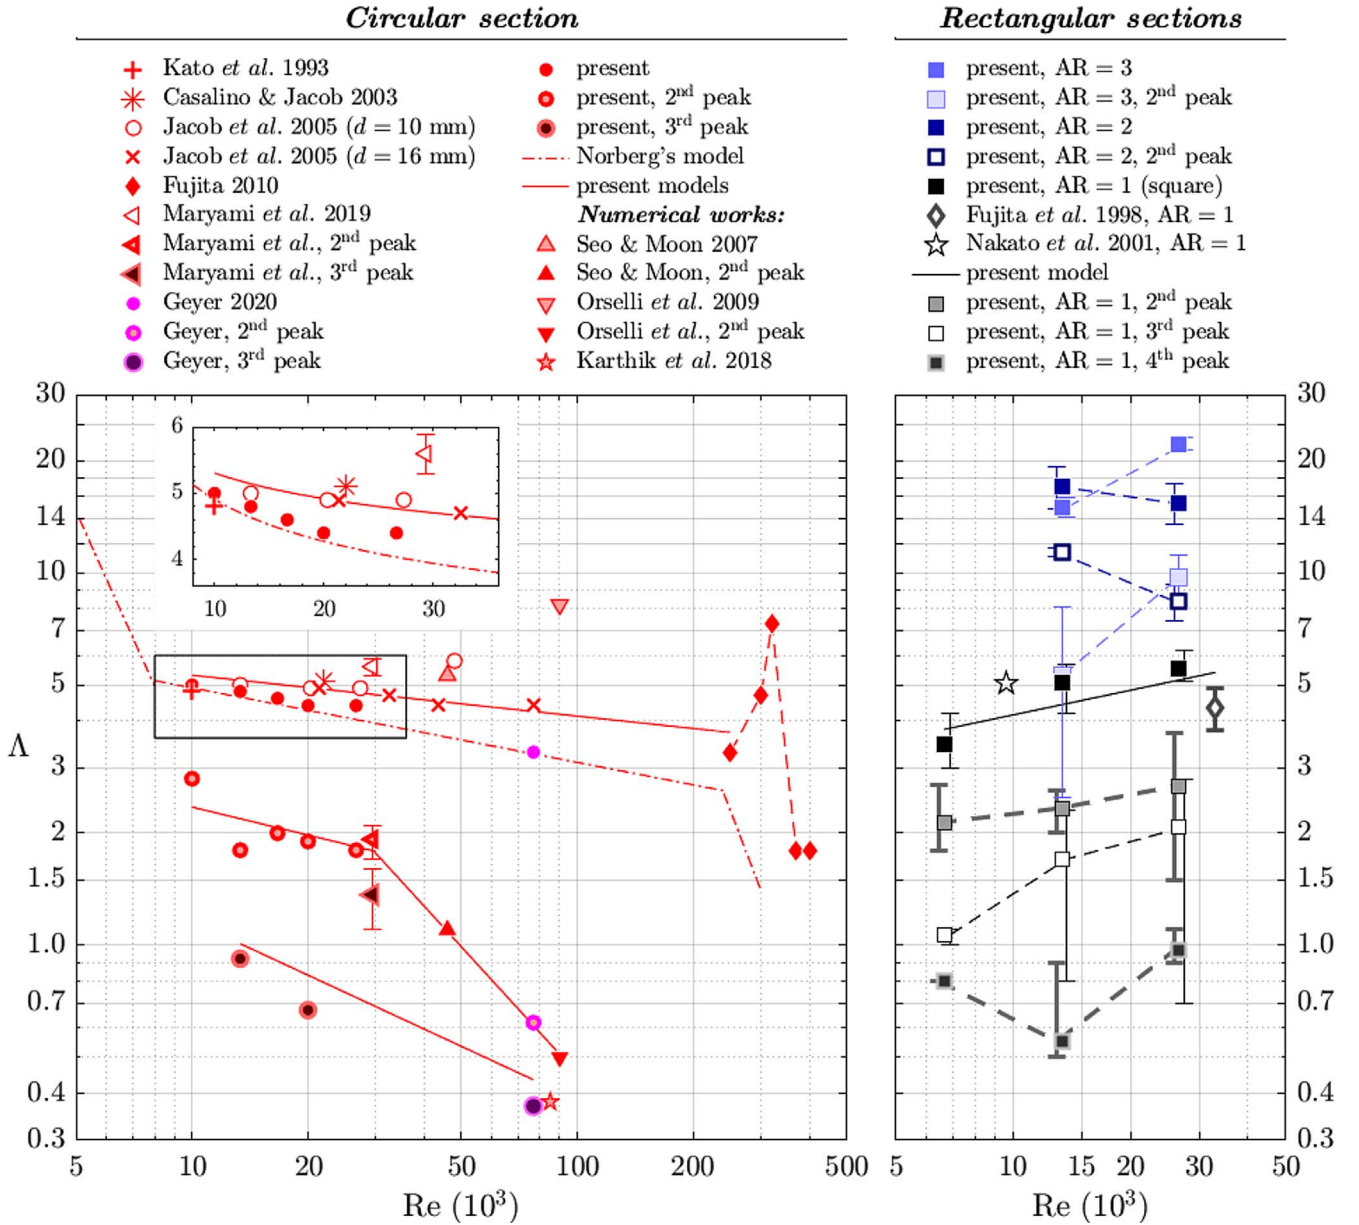 Circular section
Kato et al. 1993
Casalino & Jacob 2003
Jacob et al. 2005 (d = 10 mm)
Jacob et al. 2005 (d = 16 mm)
Fujita 2010
Maryami et al. 2019
Maryami et al., 2nd peak
Maryami et al., 3rd peak
Geyer 2020
Geyer, 2nd peak
Geyer, 3rd peak
present
present, 2nd peak
present, 3rd peak
Norberg's model
present models
Numerical works:
Seo & Moon 2007
Seo & Moon, 2nd peak
Orselli et al. 2009
Orselli et al., 2nd peak
Karthik et al. 2018
Rectangular sections
present, AR = 3
present, AR = 3, 2nd peak
present, AR = 2
present, AR = 2, 2nd peak
present, AR = 1 (square)
Fujita et al. 1998, AR = 1
Nakato et al. 2001, AR = 1
present model
present, AR = 1, 2nd peak
present, AR = 1, 3rd peak
present, AR = 1, 4th peak
30
20
14
10
7
5
3
2
1.5
1.0
0.7
0.4
0.3
Λ
6
5
4
10 20 30
5 10 20 50 100 200 500
Re (10³)
30
20
14
10
7
5
3
2
1.5
1.0
0.7
0.4
0.3
5 10 15 20 30 50
Re (10³)